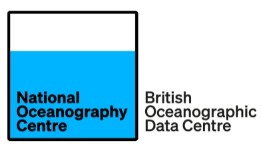 National
Oceanography
Centre
British
Oceanographic
Data Centre